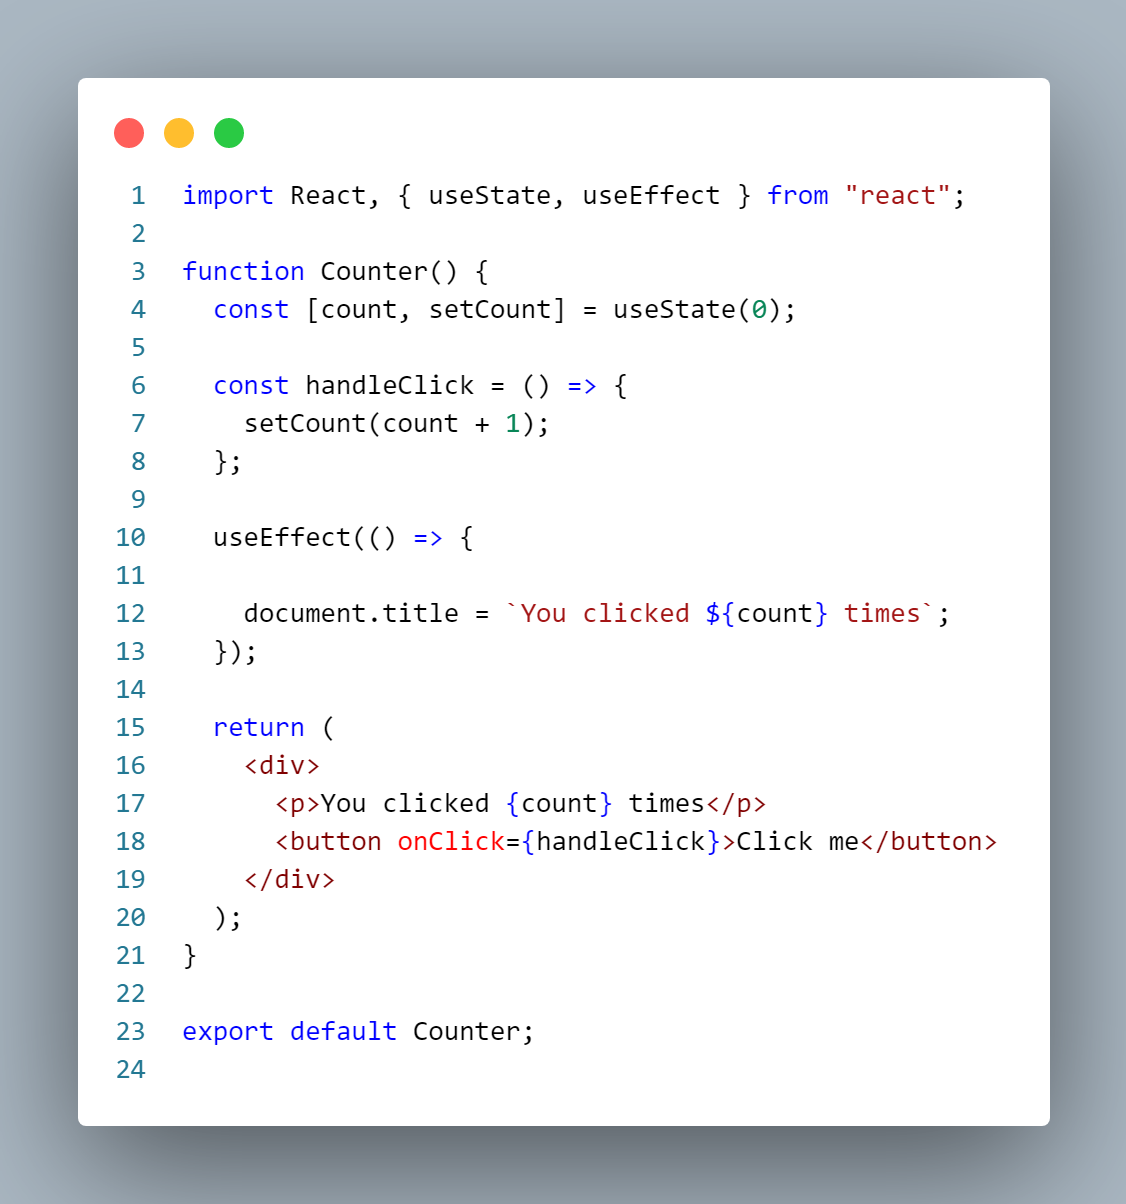 1 import React, { useState, useEffect } from "react";
2
3 function Counter() {
4   const [count, setCount] = useState(0);
5
6   const handleClick = () => {
7     setCount(count + 1);
8   };
9
10   useEffect(() => {
11
12     document.title = `You clicked ${count} times`;
13   });
14
15   return (
16     <div>
17       <p>You clicked {count} times</p>
18       <button onClick={handleClick}>Click me</button>
19     </div>
20   );
21 }
22
23 export default Counter;
24